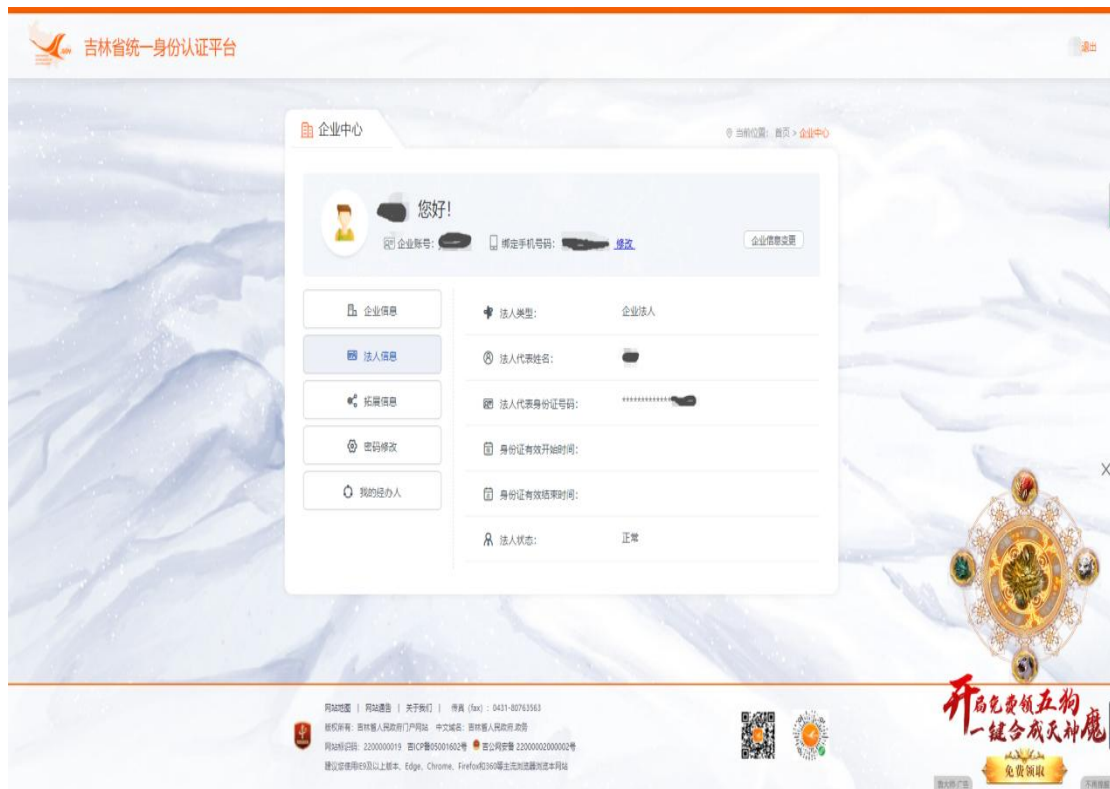 吉林省统一身份认证平台
退出
企业中心
当前位置: 首页 > 企业中心
您好!
企业账号:
绑定手机号码: 修改
企业信息变更
企业信息
法人信息
拓展信息
密码修改
我的经办人
法人类型: 企业法人
法人代表姓名:
法人代表身份证号码: *************
身份证有效开始时间:
身份证有效结束时间:
法人状态: 正常
网站地图 | 网站通告 | 关于我们 | 传真 (fax) : 0431-80763563
版权所有: 吉林省人民政府门户网站 中文域名: 吉林省人民政府.政务
网站标识码: 2200000019 吉ICP备05001602号 吉公网安备 22000002000002号
建议您使用IE9及以上版本、Edge、Chrome、Firefox和360等主流浏览器浏览本网站
开局免费领五狗
一键合成灭神魔
免费领取